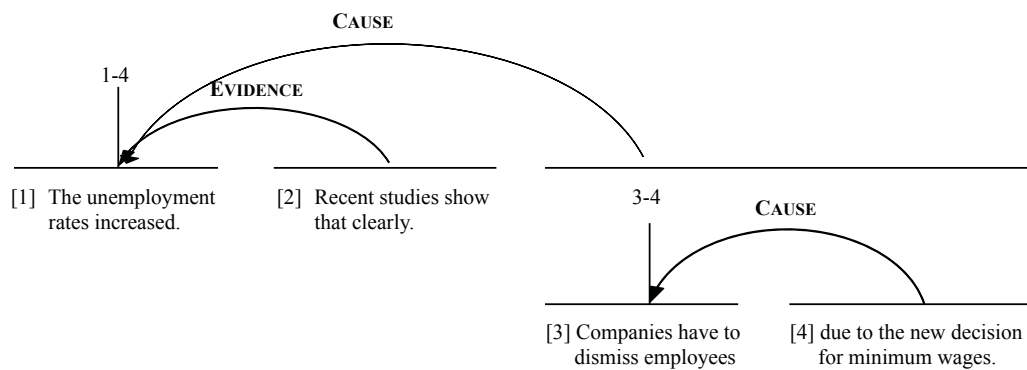 CAUSE
1-4
EVIDENCE
[1] The unemployment
rates increased.
[2] Recent studies show
that clearly.
3-4
CAUSE
[3] Companies have to
dismiss employees
[4] due to the new decision
for minimum wages.